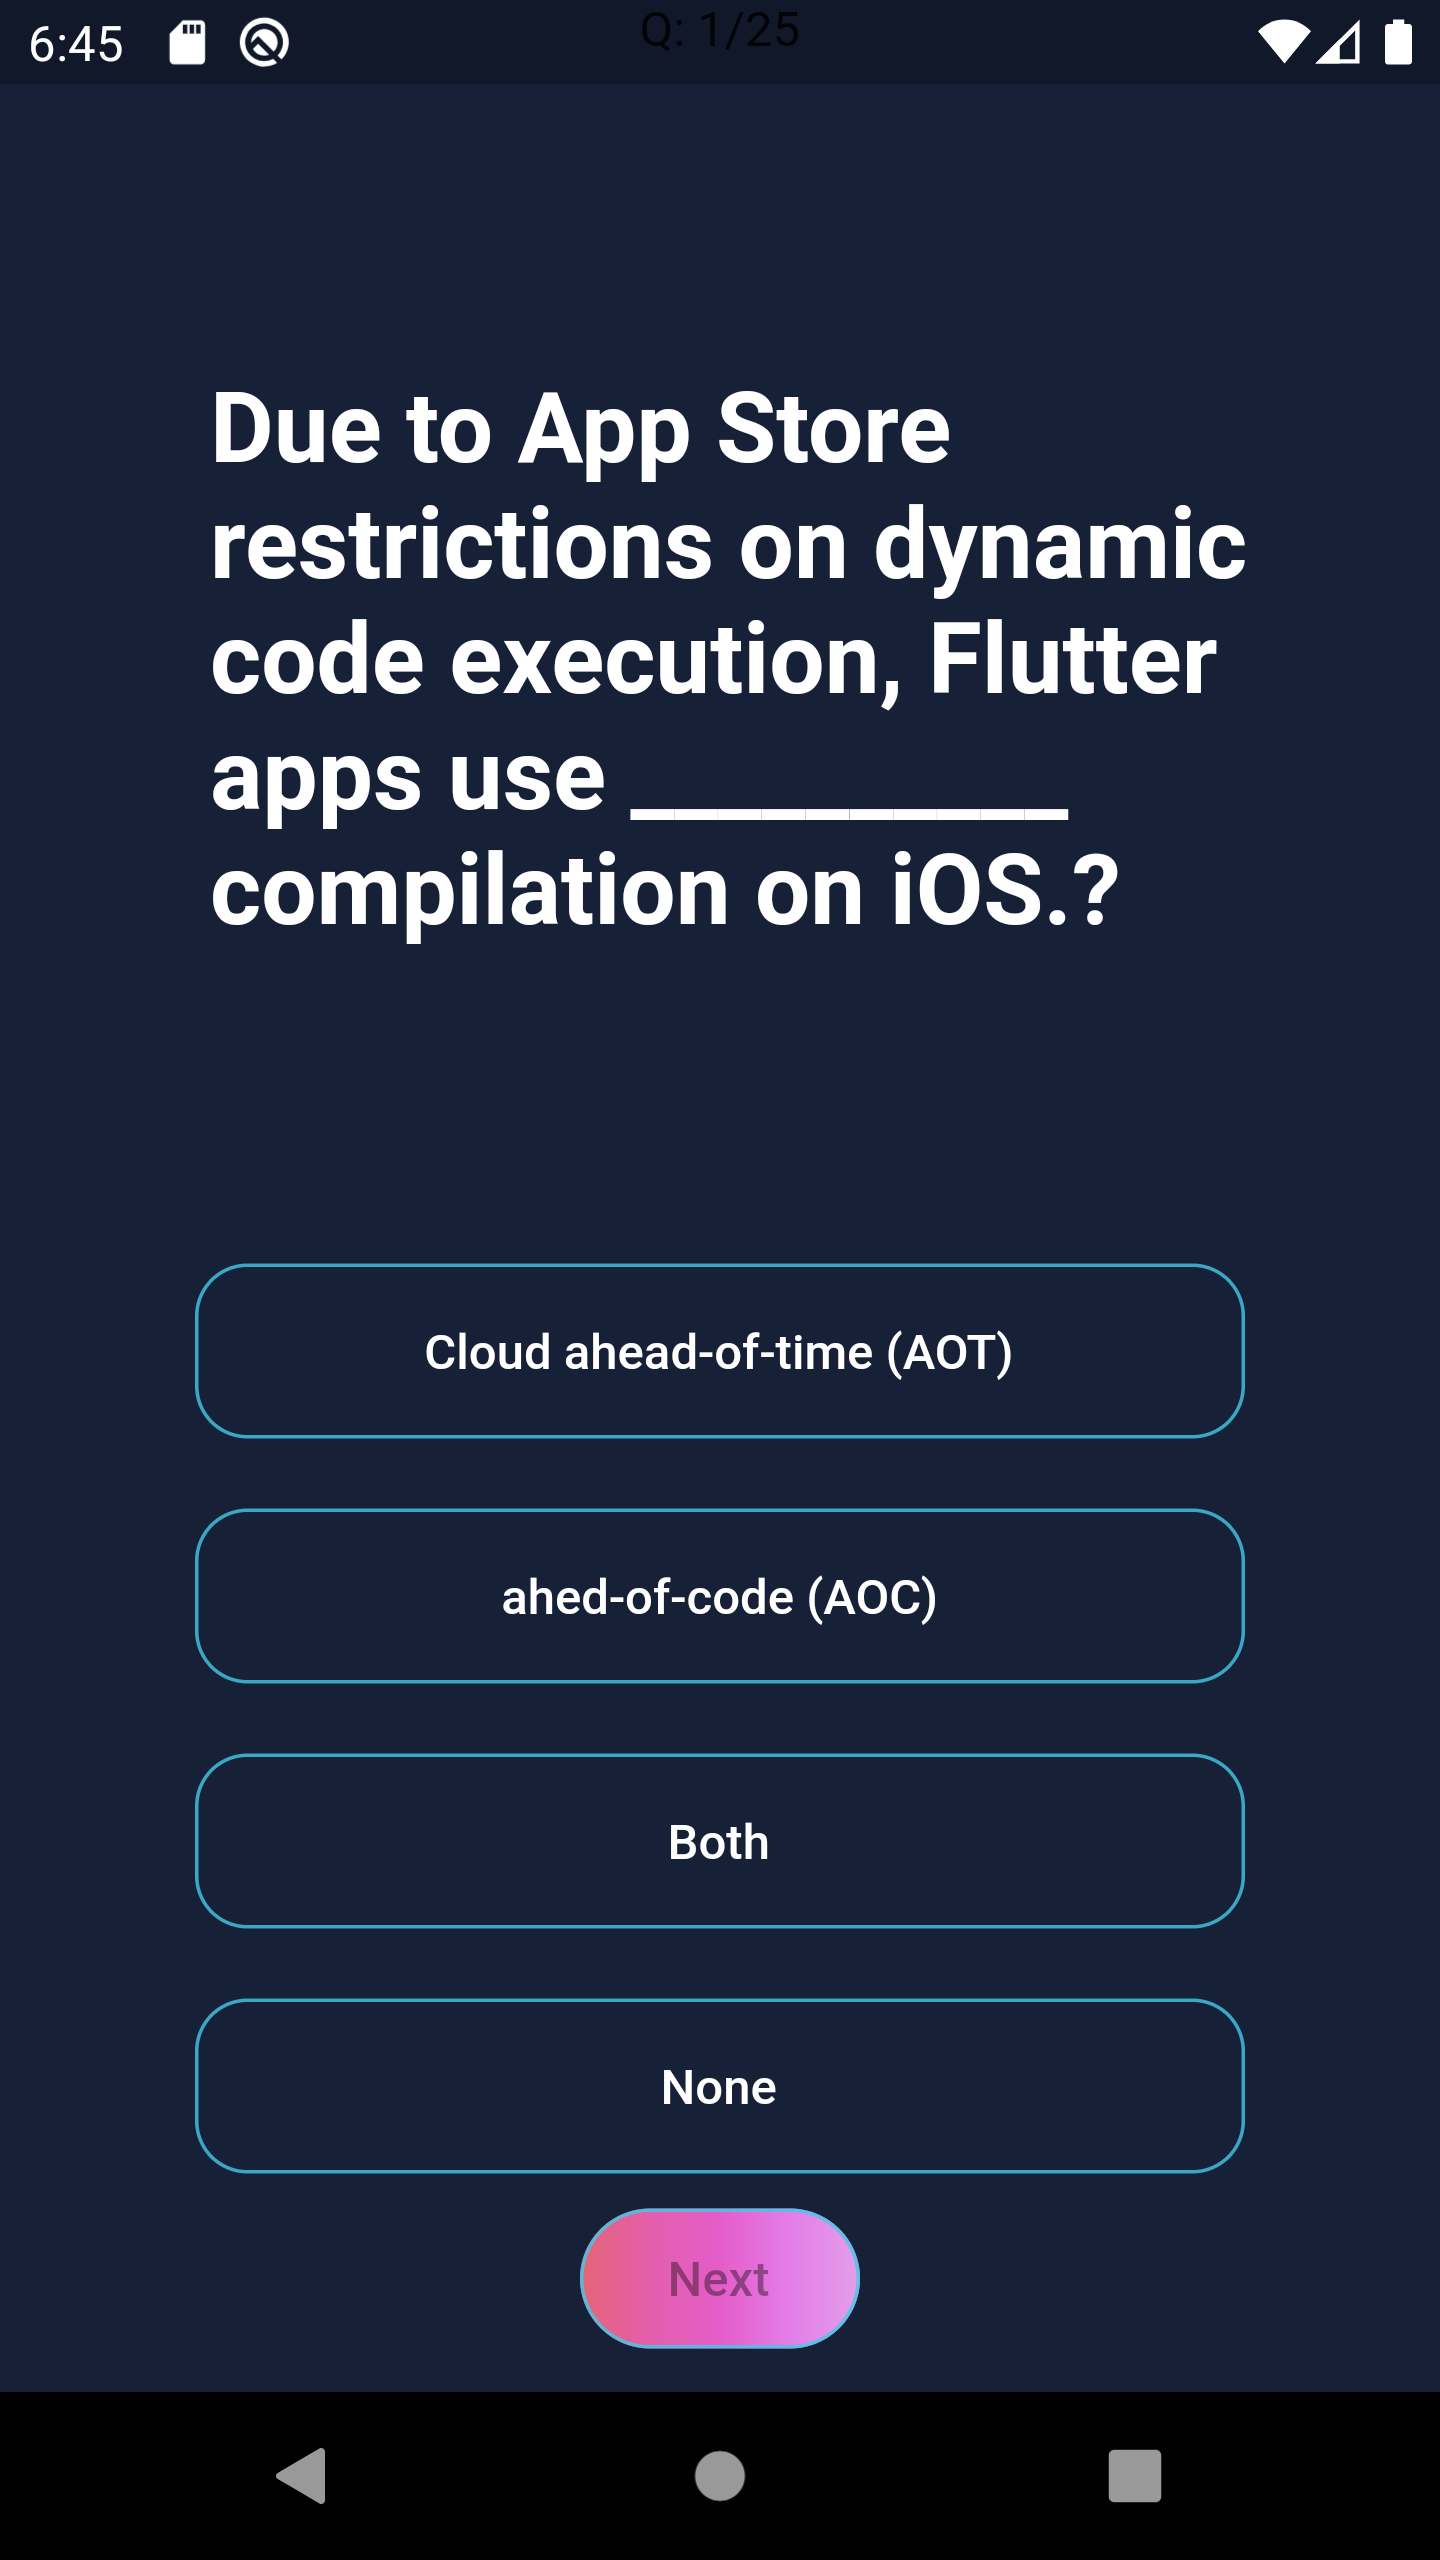 6:45
Q: 1/25
Due to App Store
restrictions on dynamic
code execution, Flutter
apps use __________
compilation on iOS.?
Cloud ahead-of-time (AOT)
ahed-of-code (AOC)
Both
None
Next